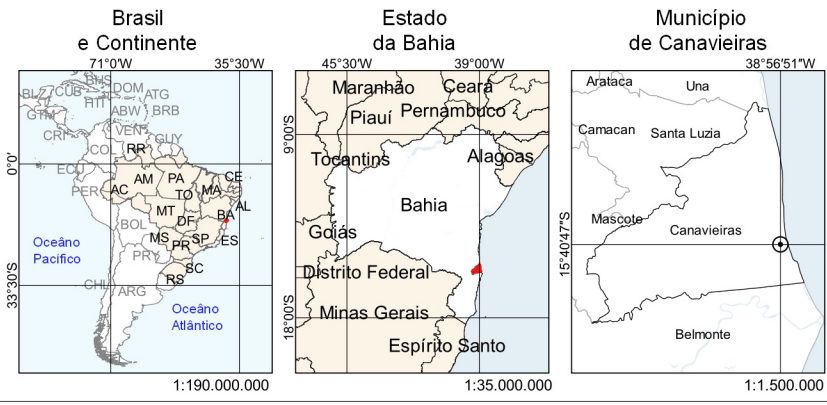 Brasil
e Continente
71°0'W
35°30'W
BHS
DOM
BLZ
CUB
HTI
ATG
GTM
ABW
BRB
CRI
VEN
GUY
COL
RR
0°0'
ECU
AM
PA
CE
PER
AC
TO
MA
AL
MT
BA
BOL
DF
MS
SP
ES
PR
Oceâno
Pacífico
PRY
SC
RS
33°30'S
CHL
ARG
Oceâno
Atlântico
1:190.000.000
Estado
da Bahia
45°30'W
39°00'W
Maranhão
Ceará
Piauí
Pernambuco
9°00'S
Tocantins
Alagoas
Bahia
Goiás
Distrito Federal
18°00'S
Minas Gerais
Espírito Santo
1:35.000.000
Município
de Canavieiras
38°56'51"W
Arataca
Una
Camacan
Santa Luzia
Mascote
Canavieiras
15°40'47"S
Belmonte
1:1.500.000